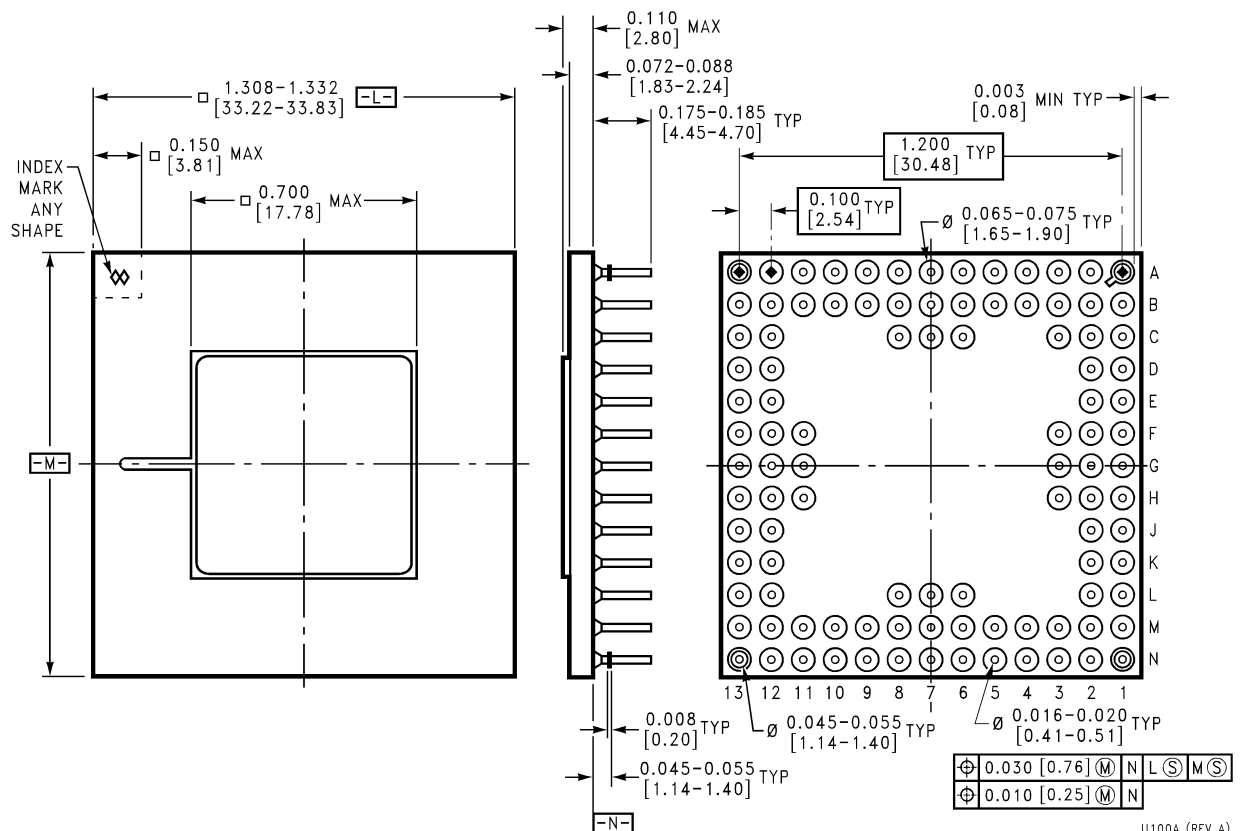 0.110
[2.80] MAX
0.072-0.088
[1.83-2.24]
0.175-0.185
[4.45-4.70] TYP
1.308-1.332
[33.22-33.83]
-L-
0.150
[3.81] MAX
0.700
[17.78] MAX
INDEX
MARK
ANY
SHAPE
0.003
[0.08] MIN TYP
1.200
[30.48] TYP
0.100
[2.54] TYP
Ø 0.065-0.075
[1.65-1.90] TYP
-M-
A
B
C
D
E
F
G
H
J
K
L
M
N
13 12 11 10 9 8 7 6 5 4 3 2 1
0.008
[0.20] TYP
0.045-0.055
[1.14-1.40] TYP
-N-
Ø 0.045-0.055
[1.14-1.40] TYP
Ø 0.016-0.020
[0.41-0.51] TYP
⌖ 0.030 [0.76] Ⓜ N L Ⓢ M Ⓢ
⌖ 0.010 [0.25] Ⓜ N
U100A (REV A)